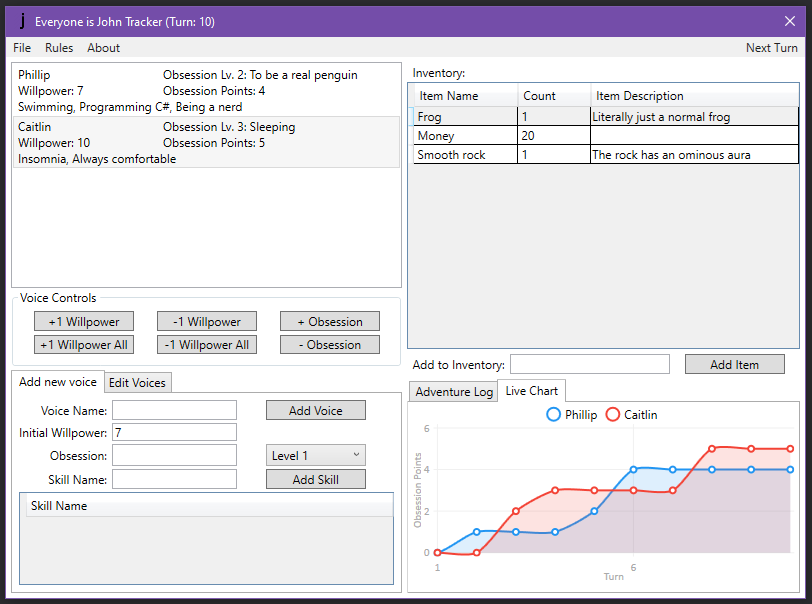 j Everyone is John Tracker (Turn: 10)
File Rules About Next Turn
Phillip Obsession Lv. 2: To be a real penguin
Willpower: 7 Obsession Points: 4
Swimming, Programming C#, Being a nerd
Caitlin Obsession Lv. 3: Sleeping
Willpower: 10 Obsession Points: 5
Insomnia, Always comfortable
Voice Controls
+1 Willpower -1 Willpower + Obsession
+1 Willpower All -1 Willpower All - Obsession
Add new voice Edit Voices
Voice Name: Add Voice
Initial Willpower: 7
Obsession: Level 1
Skill Name: Add Skill
Skill Name
Inventory:
Item Name Count Item Description
Frog 1 Literally just a normal frog
Money 20
Smooth rock 1 The rock has an ominous aura
Add to Inventory: Add Item
Adventure Log Live Chart
Phillip Caitlin
Obsession Points
6
4
2
0
1 6
Turn